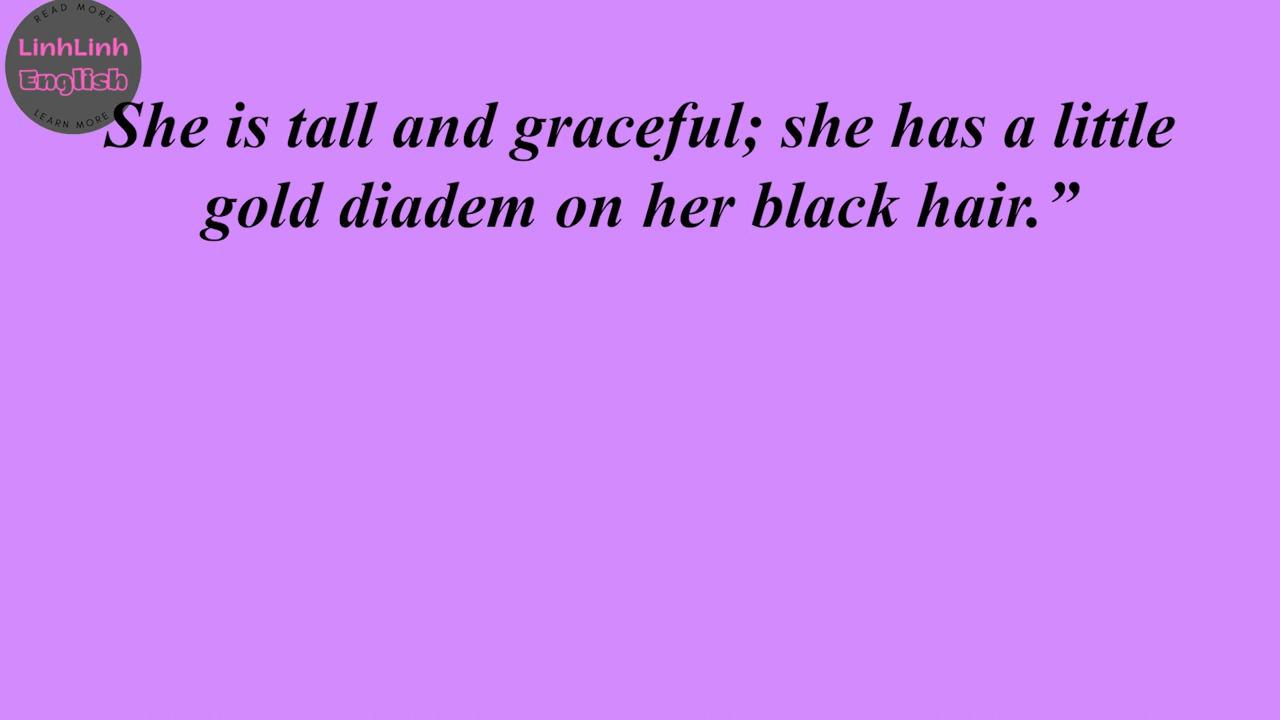 READ MORE
LinhLinh
English
LEARN MORE
She is tall and graceful; she has a little
gold diadem on her black hair.”